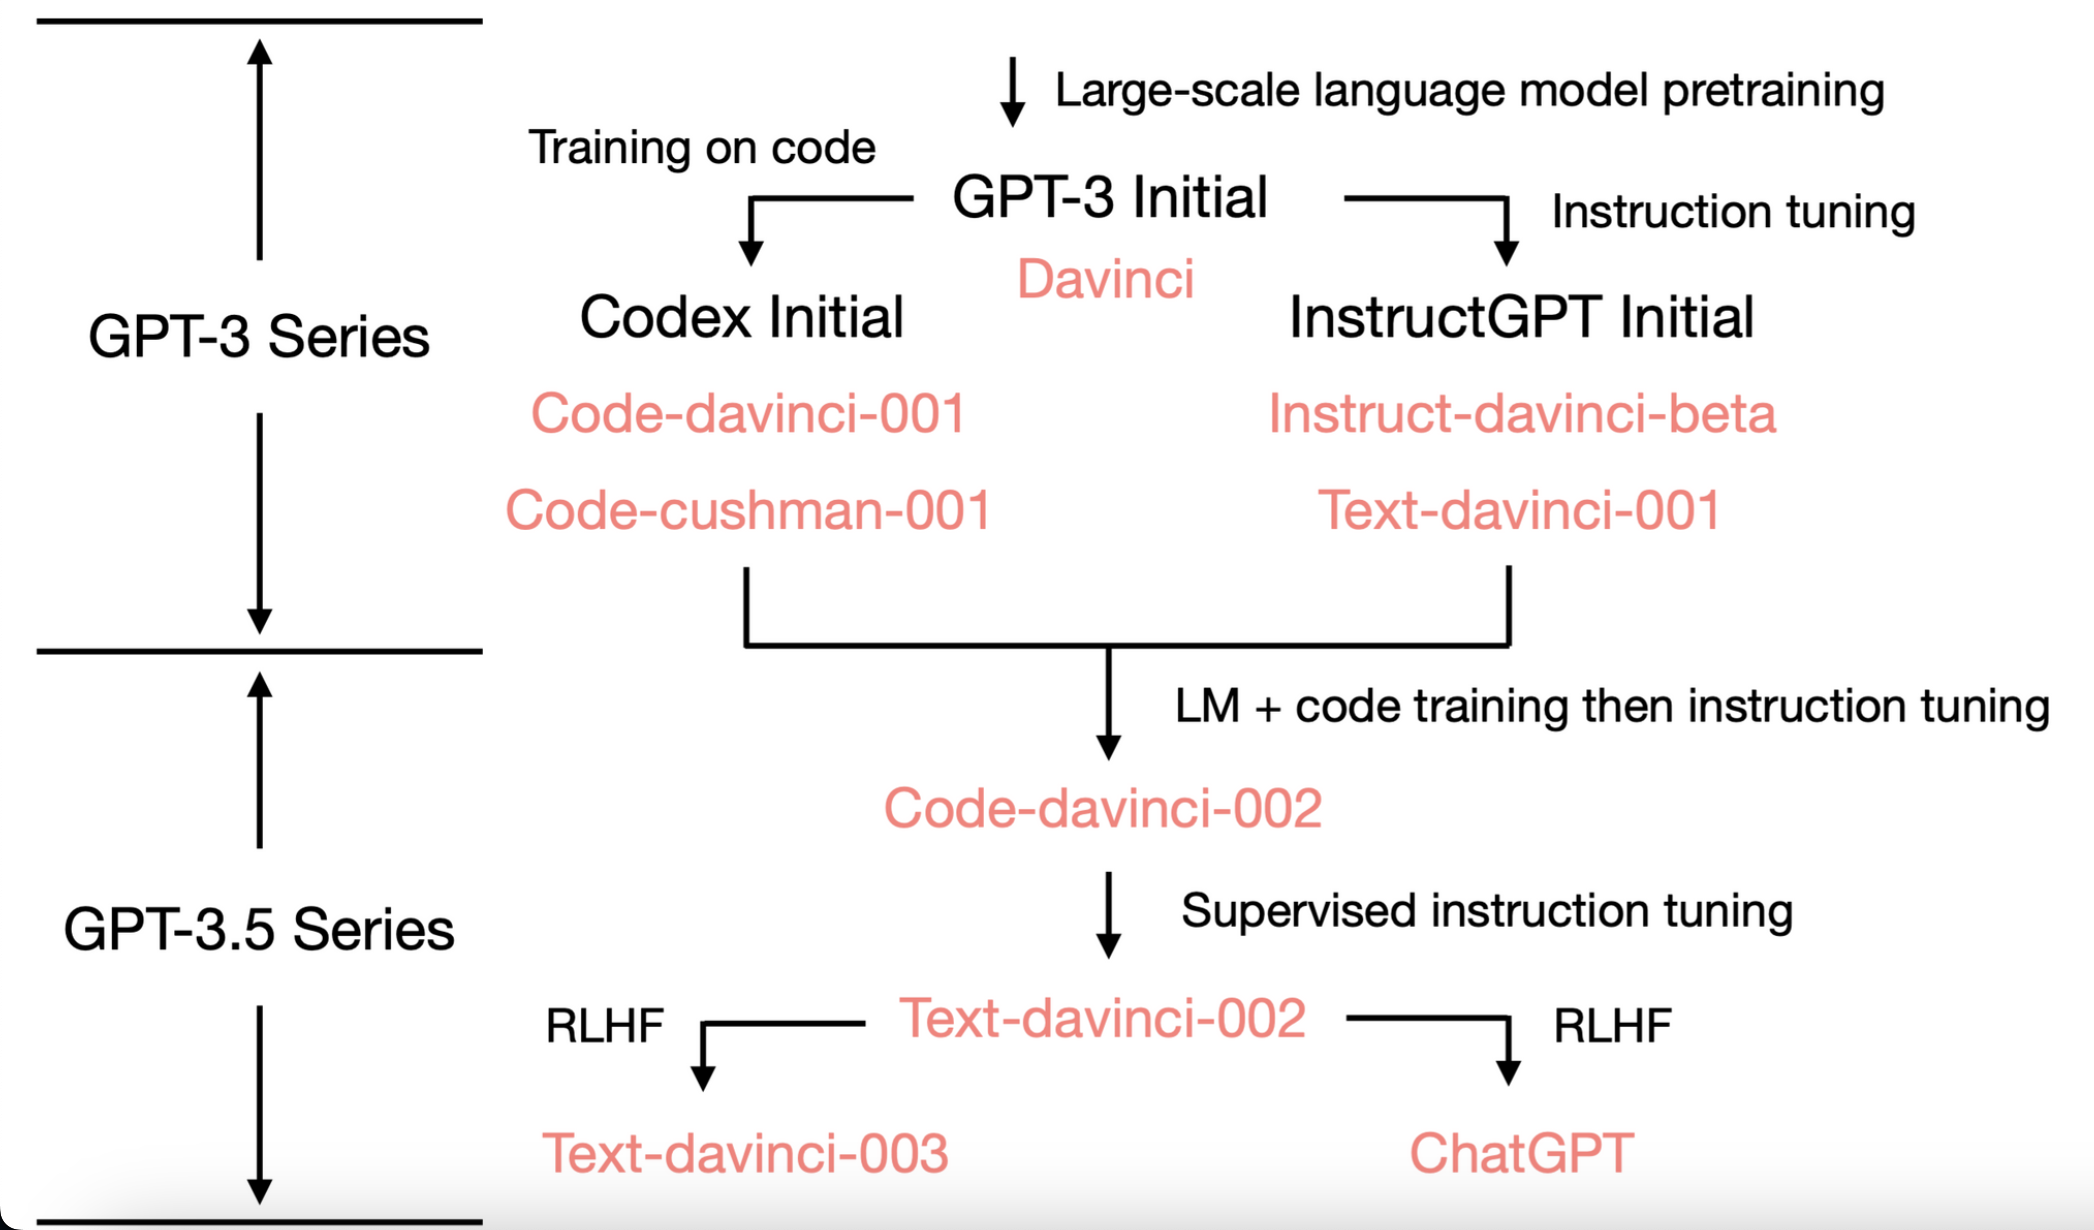 Large-scale language model pretraining
Training on code
GPT-3 Initial
Instruction tuning
Davinci
Codex Initial
InstructGPT Initial
GPT-3 Series
Code-davinci-001
Instruct-davinci-beta
Code-cushman-001
Text-davinci-001
LM + code training then instruction tuning
Code-davinci-002
Supervised instruction tuning
GPT-3.5 Series
RLHF
Text-davinci-002
RLHF
Text-davinci-003
ChatGPT